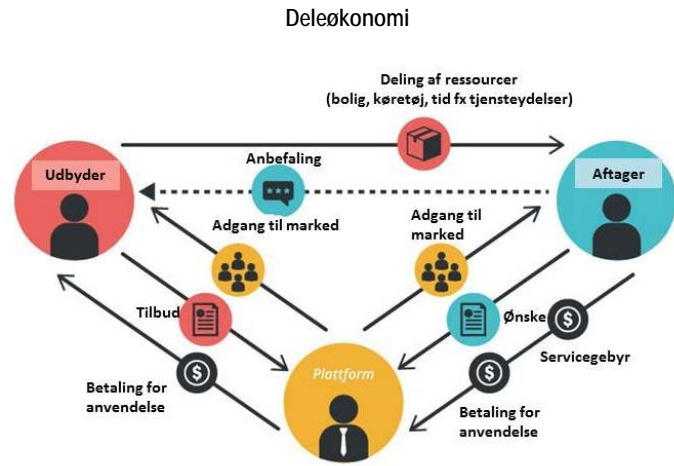 Deleøkonomi
Deling af ressourcer
(bolig, køretøj, tid fx tjensteydelser)
Udbyder
Anbefaling
Aftager
Adgang til marked
Adgang til
marked
Tilbud
Ønske
Servicegebyr
Plattform
Betaling for
anvendelse
Betaling for
anvendelse